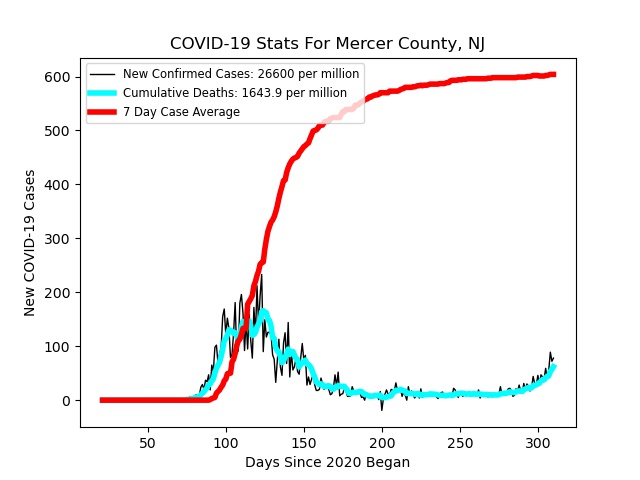 COVID-19 Stats For Mercer County, NJ
New Confirmed Cases: 26600 per million
Cumulative Deaths: 1643.9 per million
7 Day Case Average
New COVID-19 Cases
600
500
400
300
200
100
0
50 100 150 200 250 300
Days Since 2020 Began